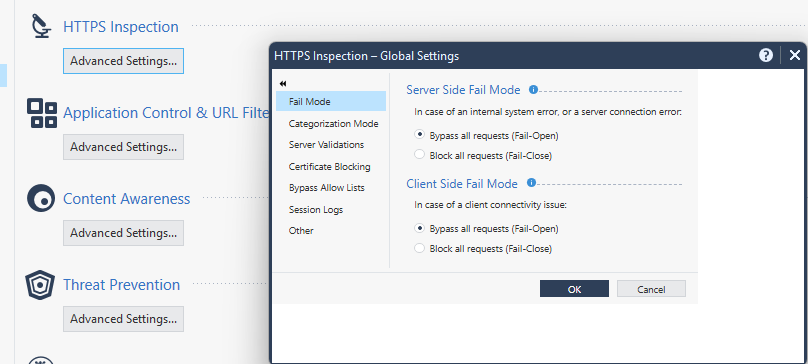 HTTPS Inspection
Advanced Settings...
Application Control & URL Filte
Advanced Settings...
Content Awareness
Advanced Settings...
Threat Prevention
Advanced Settings...
HTTPS Inspection – Global Settings
?
Fail Mode
Categorization Mode
Server Validations
Certificate Blocking
Bypass Allow Lists
Session Logs
Other
Server Side Fail Mode
In case of an internal system error, or a server connection error:
Bypass all requests (Fail-Open)
Block all requests (Fail-Close)
Client Side Fail Mode
In case of a client connectivity issue:
Bypass all requests (Fail-Open)
Block all requests (Fail-Close)
OK Cancel